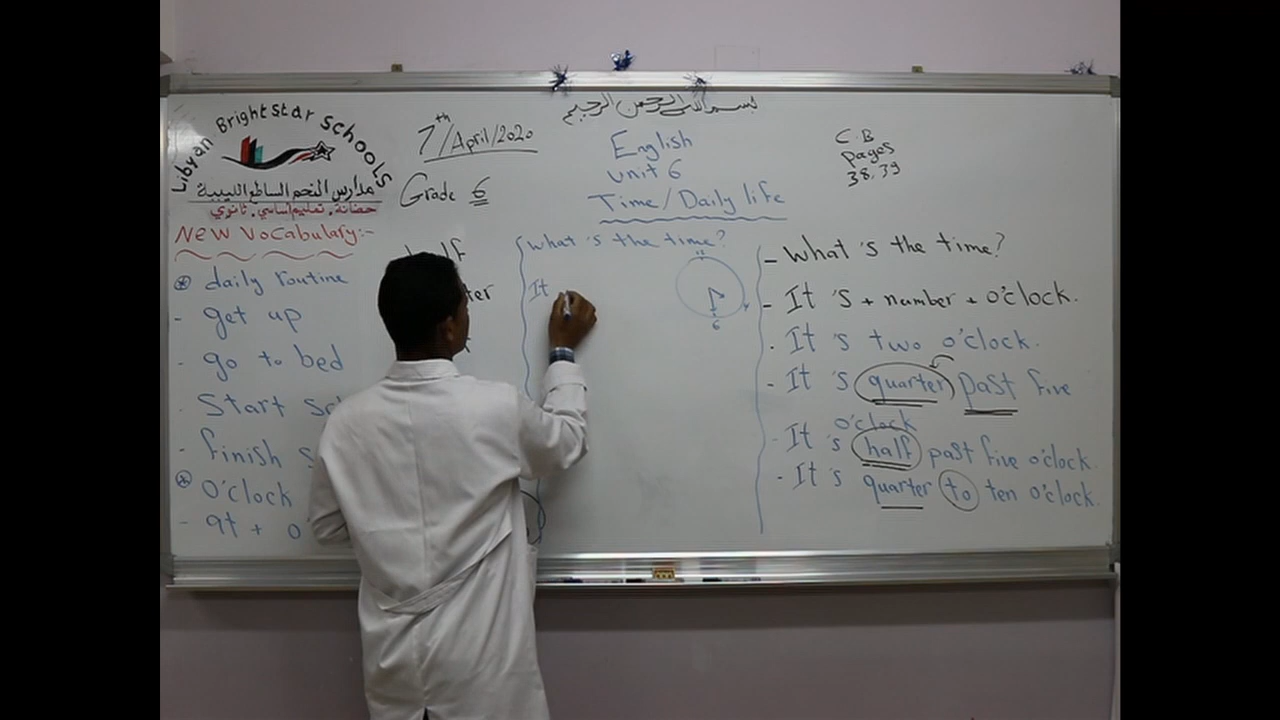 بسم الله الرحمن الرحيم
Libyan Bright star schooLS
مدارس النجم الساطع الليبية
حضانة . تعليم أساسي . ثانوي
7th/April/2020
Grade 6
English
unit 6
Time/Daily life
C.B
pages
38.39
New Vocabulary:-
daily routine
- get up
- go to bed
. Start
- finish
O'clock
- at +
half
what's the time?
6
It
- What's the time?
- It's + number + o'clock.
. It's two o'clock.
- It's quarter past five
o'clock
- It's half past five o'clock.
- It's quarter to ten o'clock.